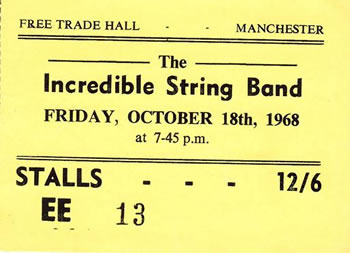 FREE TRADE HALL - MANCHESTER
The
Incredible String Band
FRIDAY, OCTOBER 18th, 1968
at 7-45 p.m.
STALLS - - - 12/6
EE 13